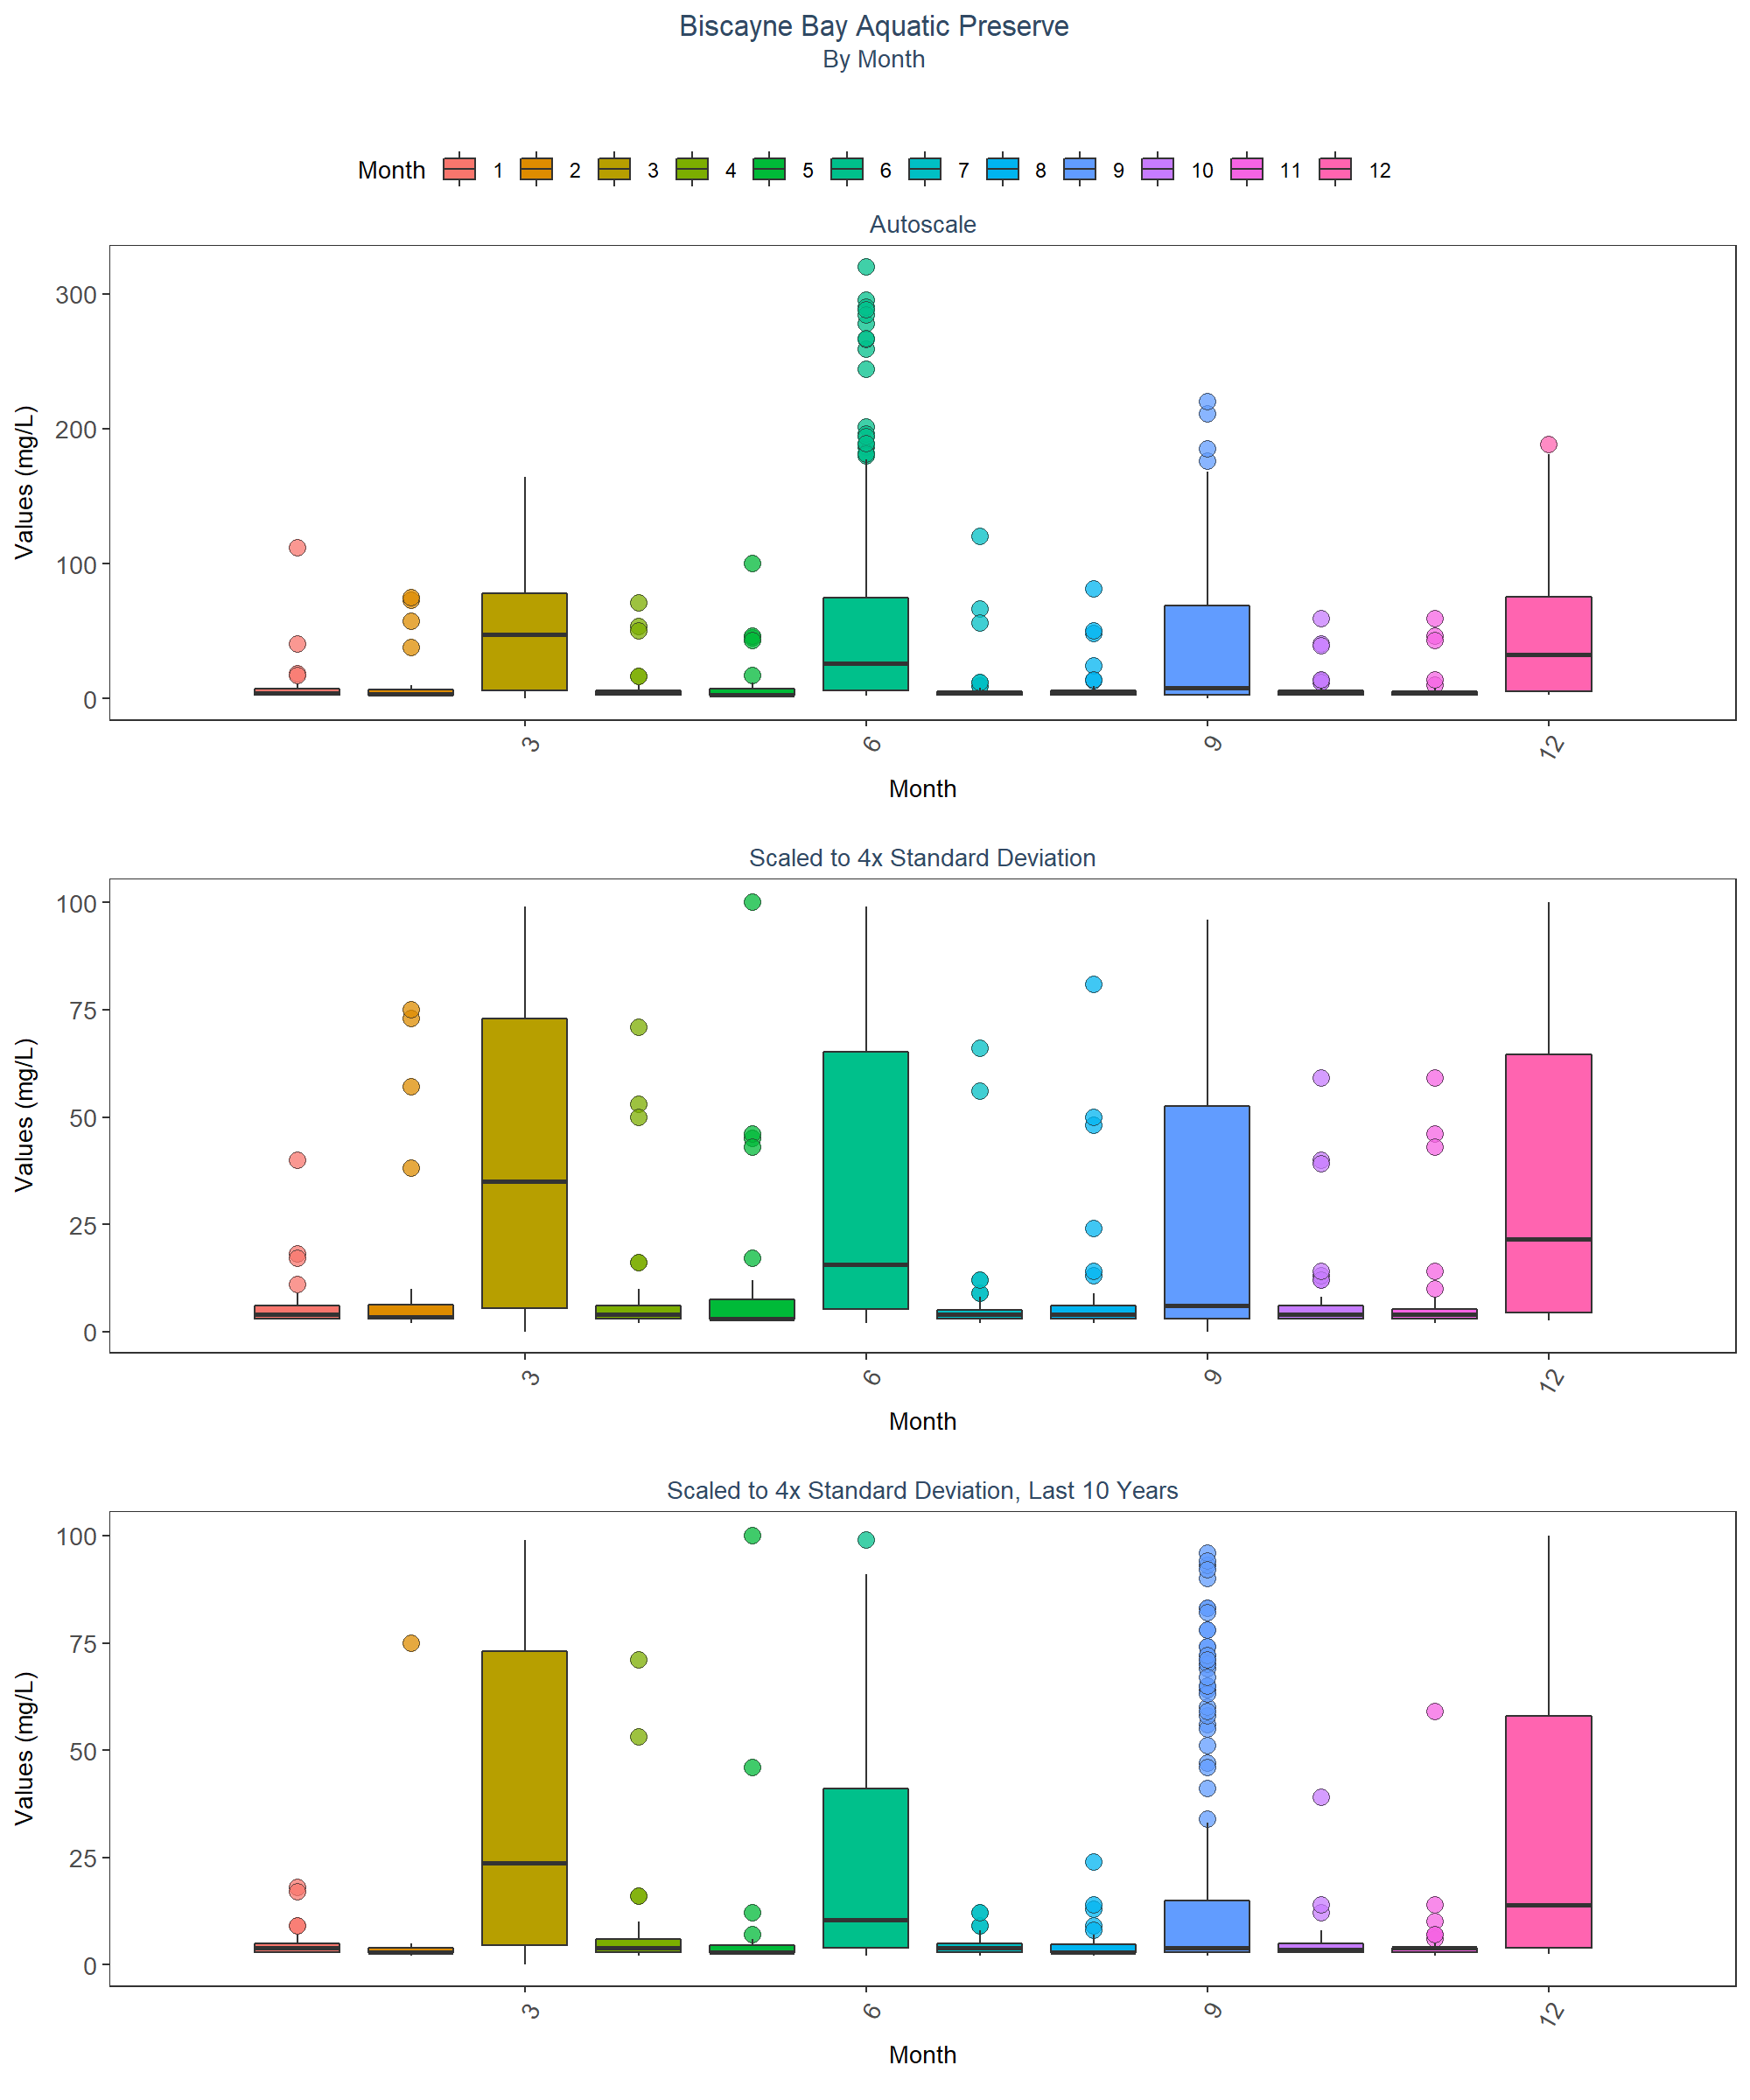 Biscayne Bay Aquatic Preserve
By Month
Month 1 2 3 4 5 6 7 8 9 10 11 12
Autoscale
Values (mg/L)
300
200
100
0
3 6 9 12
Month
Scaled to 4x Standard Deviation
Values (mg/L)
100
75
50
25
0
3 6 9 12
Month
Scaled to 4x Standard Deviation, Last 10 Years
Values (mg/L)
100
75
50
25
0
3 6 9 12
Month